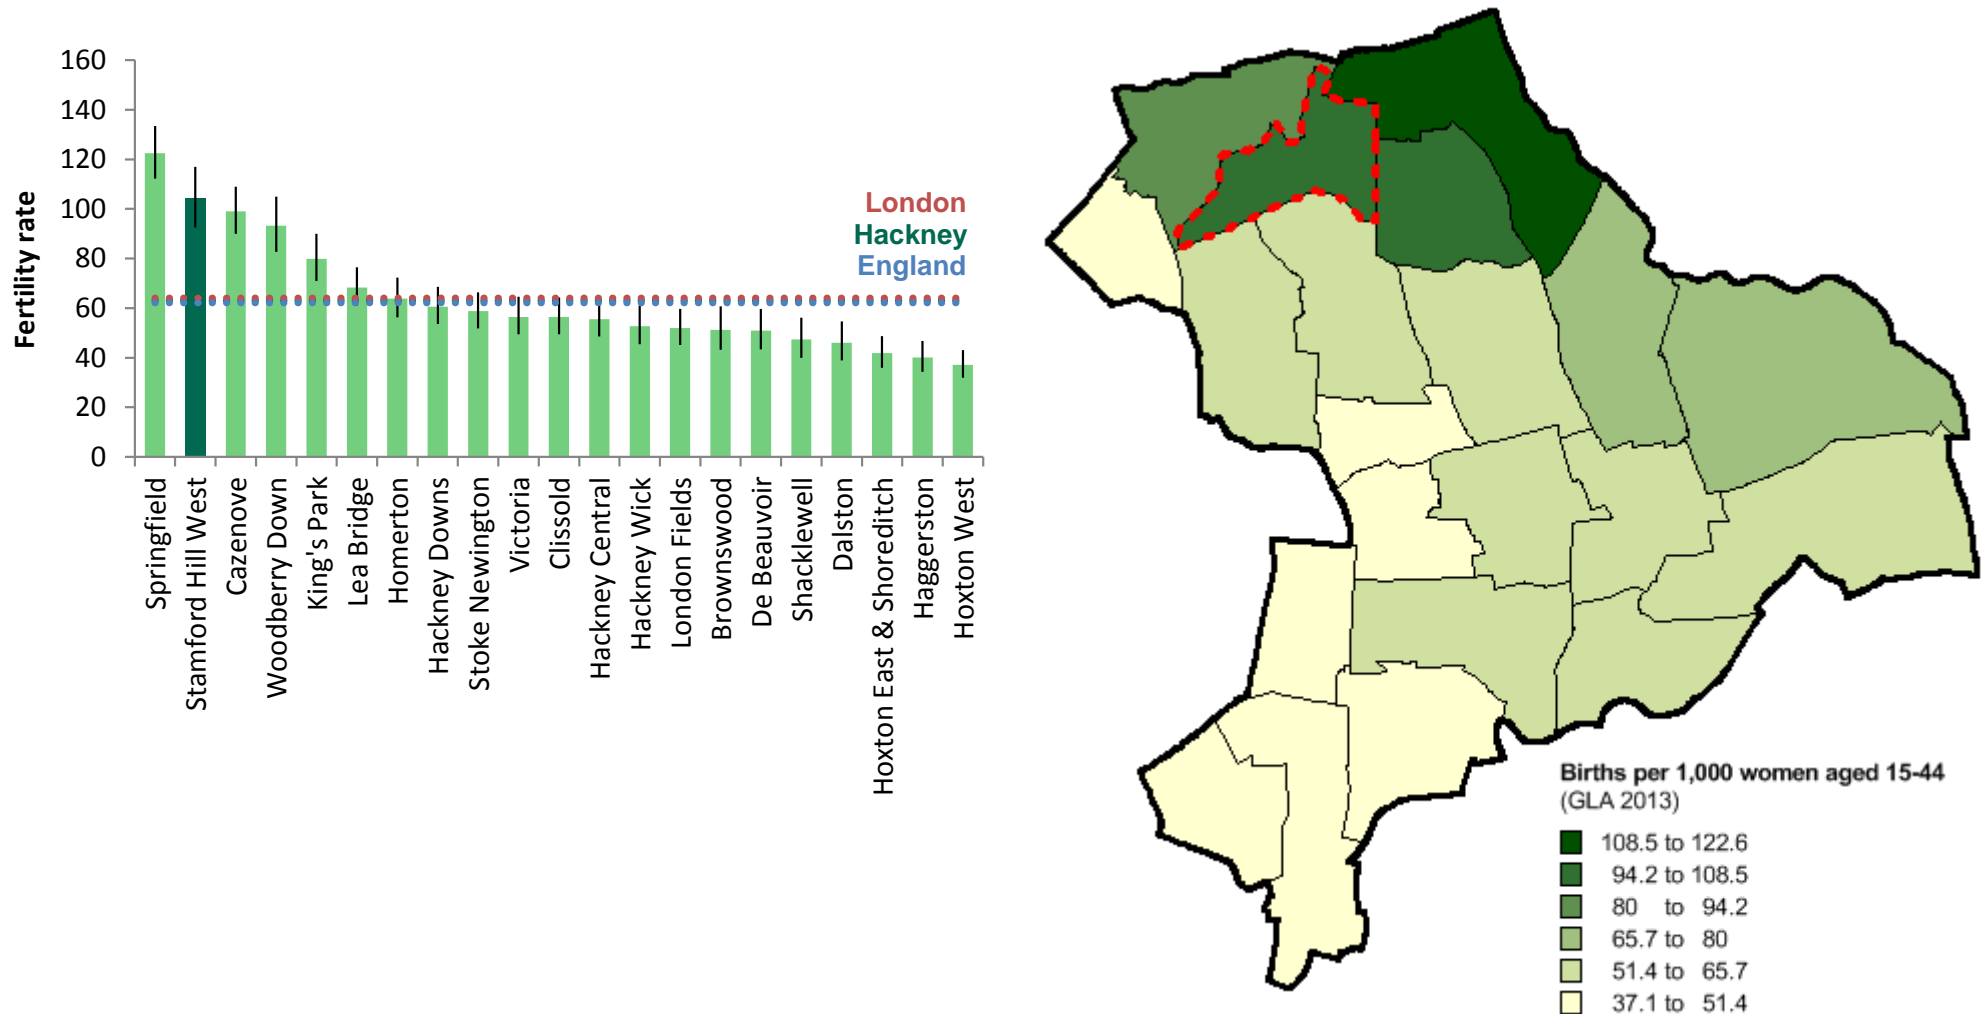 160
140
120
100
80
60
40
20
0
Fertility rate
London
Hackney
England
Springfield
Stamford Hill West
Cazenove
Woodberry Down
King's Park
Lea Bridge
Homerton
Hackney Downs
Stoke Newington
Victoria
Clissold
Hackney Central
Hackney Wick
London Fields
Brownswood
De Beauvoir
Shacklewell
Dalston
Hoxton East & Shoreditch
Haggerston
Hoxton West
Births per 1,000 women aged 15-44
(GLA 2013)
108.5 to 122.6
94.2 to 108.5
80 to 94.2
65.7 to 80
51.4 to 65.7
37.1 to 51.4